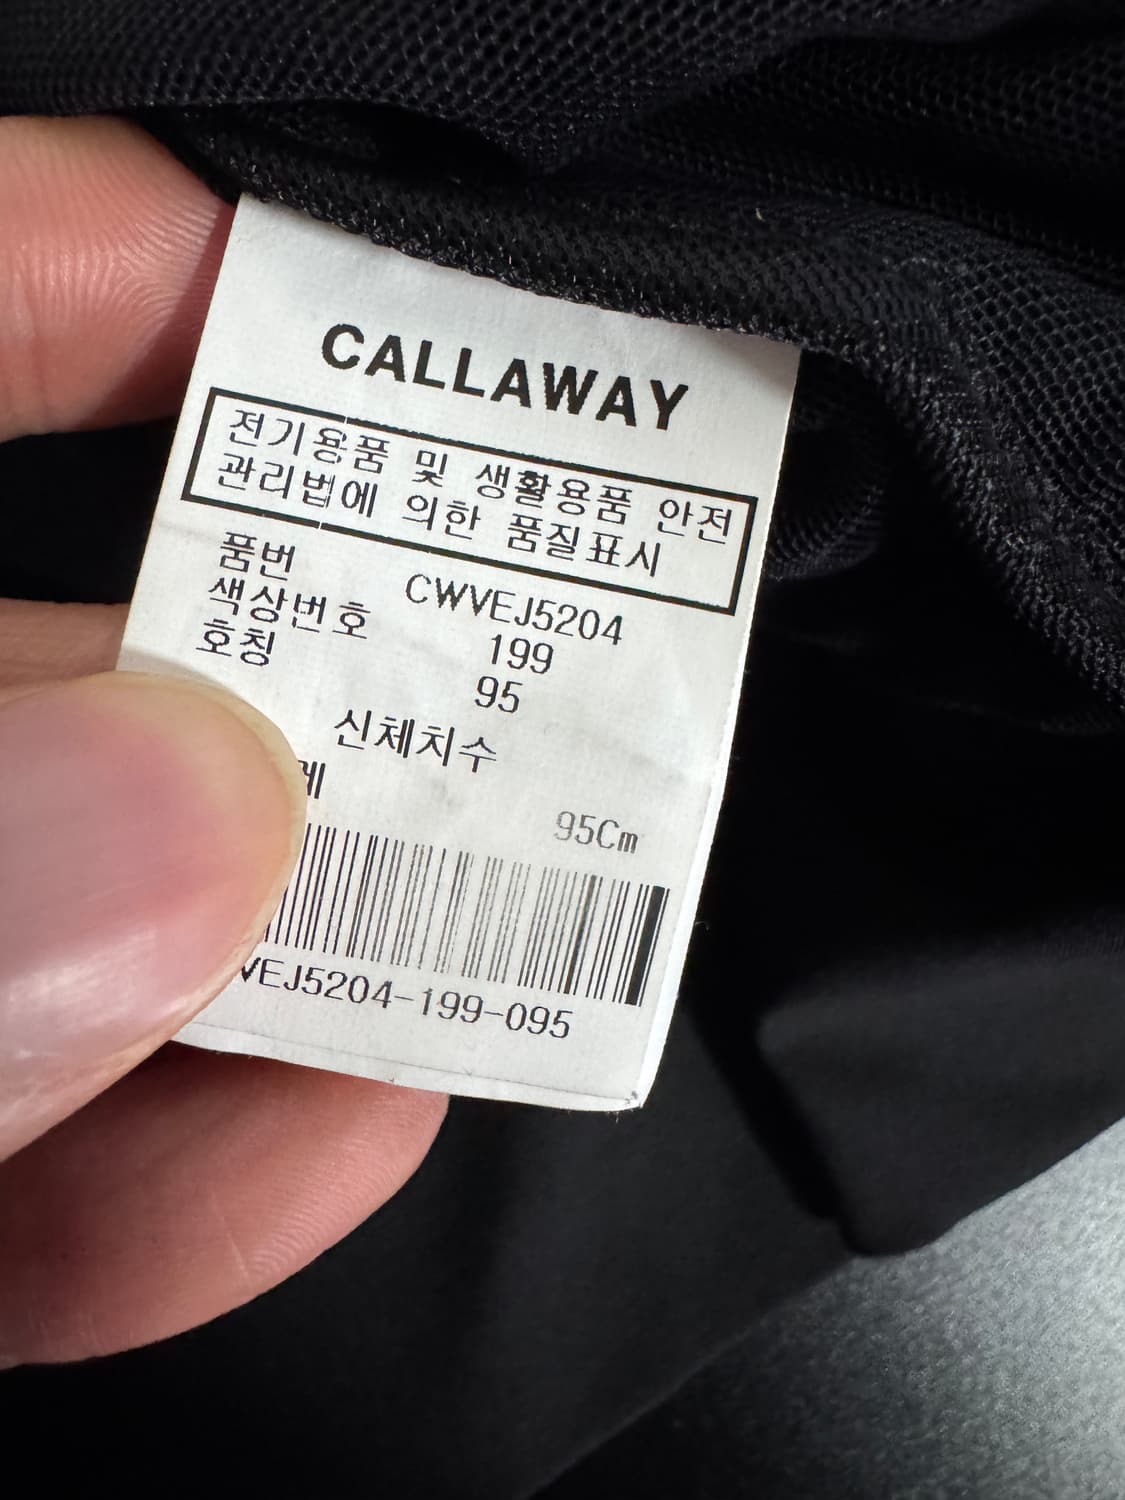 CALLAWAY
전기용품 및 생활용품 안전
관리법에 의한 품질표시
품번 CWVEJ5204
색상번호 199
호칭 95
신체치수
레
95Cm
VEJ5204-199-095